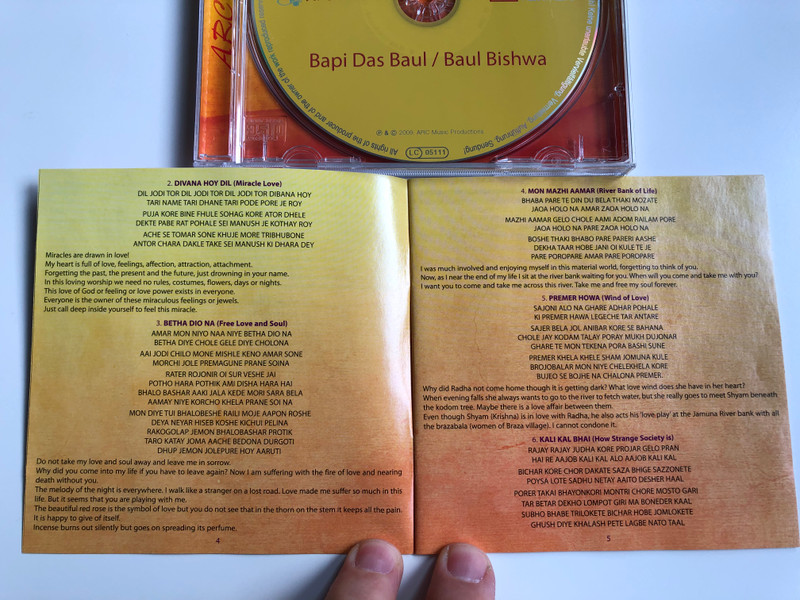 ARC
Bapi Das Baul / Baul Bishwa
All rights of the producer and of the owner of the work reproduced
Vermietung, Aufführung, Sendung!
℗ & © 2009 ARC Music Productions
LC 05111
2. DIVANA HOY DIL (Miracle Love)
DIL JODI TOR DIL JODI TOR DIL JODI TOR DIBANA HOY
TARI NAME TARI DHANE TARI PODE PORE JE ROY
PUJA KORE BINE FHULE SOHAG KORE ATOR DHELE
DEKTE PABE RAT POHALE SEI MANUSH JE KOTHAY ROY
ACHE SE TOMAR SONE KHUJE MORE TRIBHUBONE
ANTOR CHARA DAKLE TAKE SEI MANUSH KI DHARA DEY
Miracles are drawn in love!
My heart is full of love, feelings, affection, attraction, attachment.
Forgetting the past, the present and the future, just drowning in your name.
In this loving worship we need no rules, costumes, flowers, days or nights.
This love of God or feeling or love power exists in everyone.
Everyone is the owner of these miraculous feelings or jewels.
Just call deep inside yourself to feel this miracle.
3. BETHA DIO NA (Free Love and Soul)
AMAR MON NIYO NAA NIYE BETHA DIO NA
BETHA DIYE CHOLE GELE DIYE CHOLONA
AAI JODI CHILO MONE MISHLE KENO AMAR SONE
MORCHI JOLE PREMAGUNE PRANE SOINA
RATER ROJONIR OI SUR VESHE JAI
POTHO HARA POTHIK AMI DISHA HARA HAI
BHALO BASHAR AAKI JALA KEDE MORI SARA BELA
AAMAY NIYE KORCHO KHELA PRANE SOI NA
MON DIYE TUI BHALOBESHE RAILI MOJE AAPON ROSHE
DEYA NEYAR HISEB KOSHE KICHUI PELINA
RAKOGOLAP JEMON BHALOBASHAR PROTIK
TARO KATAY JOMA AACHE BEDONA DURGOTI
DHUP JEMON JOLEPURE HOY AARUTI
Do not take my love and soul away and leave me in sorrow.
Why did you come into my life if you have to leave again? Now I am suffering with the fire of love and nearing
death without you.
The melody of the night is everywhere. I walk like a stranger on a lost road. Love made me suffer so much in this
life. But it seems that you are playing with me.
The beautiful red rose is the symbol of love but you do not see that in the thorn on the stem it keeps all the pain.
It is happy to give of itself.
Incense burns out silently but goes on spreading its perfume.
4
4. MON MAZHI AAMAR (River Bank of Life)
BHABA PARE TE DIN DU BELA THAKI MOZATE
JAOA HOLO NA AMAR ZAOA HOLO NA
MAZHI AAMAR GELO CHOLE AAMI ADOM RAILAM PORE
JAOA HOLO NA PARE ZAOA HOLO NA
BOSHE THAKI BHABO PARE PARERI AASHE
DEKHA TAAR HOBE JANI OI KULE TE JE
PARE POROPARE AMAR PARE POROPARE
I was much involved and enjoying myself in this material world, forgetting to think of you.
Now, as I near the end of my life I sit at the river bank waiting for you. When will you come and take me with you?
I want you to come and take me across this river. Take me and free my soul forever.
5. PREMER HOWA (Wind of Love)
SAJONI ALO NA GHARE ADHAR POHALE
KI PREMER HAWA LEGECHE TAR ANTARE
SAJER BELA JOL ANIBAR KORE SE BAHANA
CHOLE JAY KODAM TALAY PORAY MUKH DUJONAR
GHARE TE MON TEKENA PORA BASHI SUNE
PREMER KHELA KHELE SHAM JOMUNA KULE
BROJOBALAR MON NIYE CHELEKHELA KORE
BUJEO SE BOJHE NA CHALONA PREMER.
Why did Radha not come home though it is getting dark? What love wind does she have in her heart?
When evening falls she always wants to go to the river to fetch water, but she really goes to meet Shyam beneath
the kodom tree. Maybe there is a love affair between them.
Even though Shyam (Krishna) is in love with Radha, he also acts his 'love play' at the Jamuna River bank with all
the brazabala (women of Braza village). I cannot condone it.
6. KALI KAL BHAI (How Strange Society is)
RAJAY RAJAY JUDHA KORE PROJAR GELO PRAN
HAI RE AAJOB KALI KAL ALO AAJOB KALI KAL
BICHAR KORE CHOR DAKATE SAZA BHIGE SAZZONETE
POYSA LOTE SADHU NETAY AAITO DESHER HAAL
PORER TAKAI BHAYONKORI MONTRI CHORE MOSTO GARI
TAR BETAR DEKHO LOMPOT GIRI MA BONEDER KAAL
SUBHO BHABE TRILOKETE BICHAR HOBE JOMLOKETE
GHUSH DIYE KHALASH PETE LAGBE NATO TAAL
5